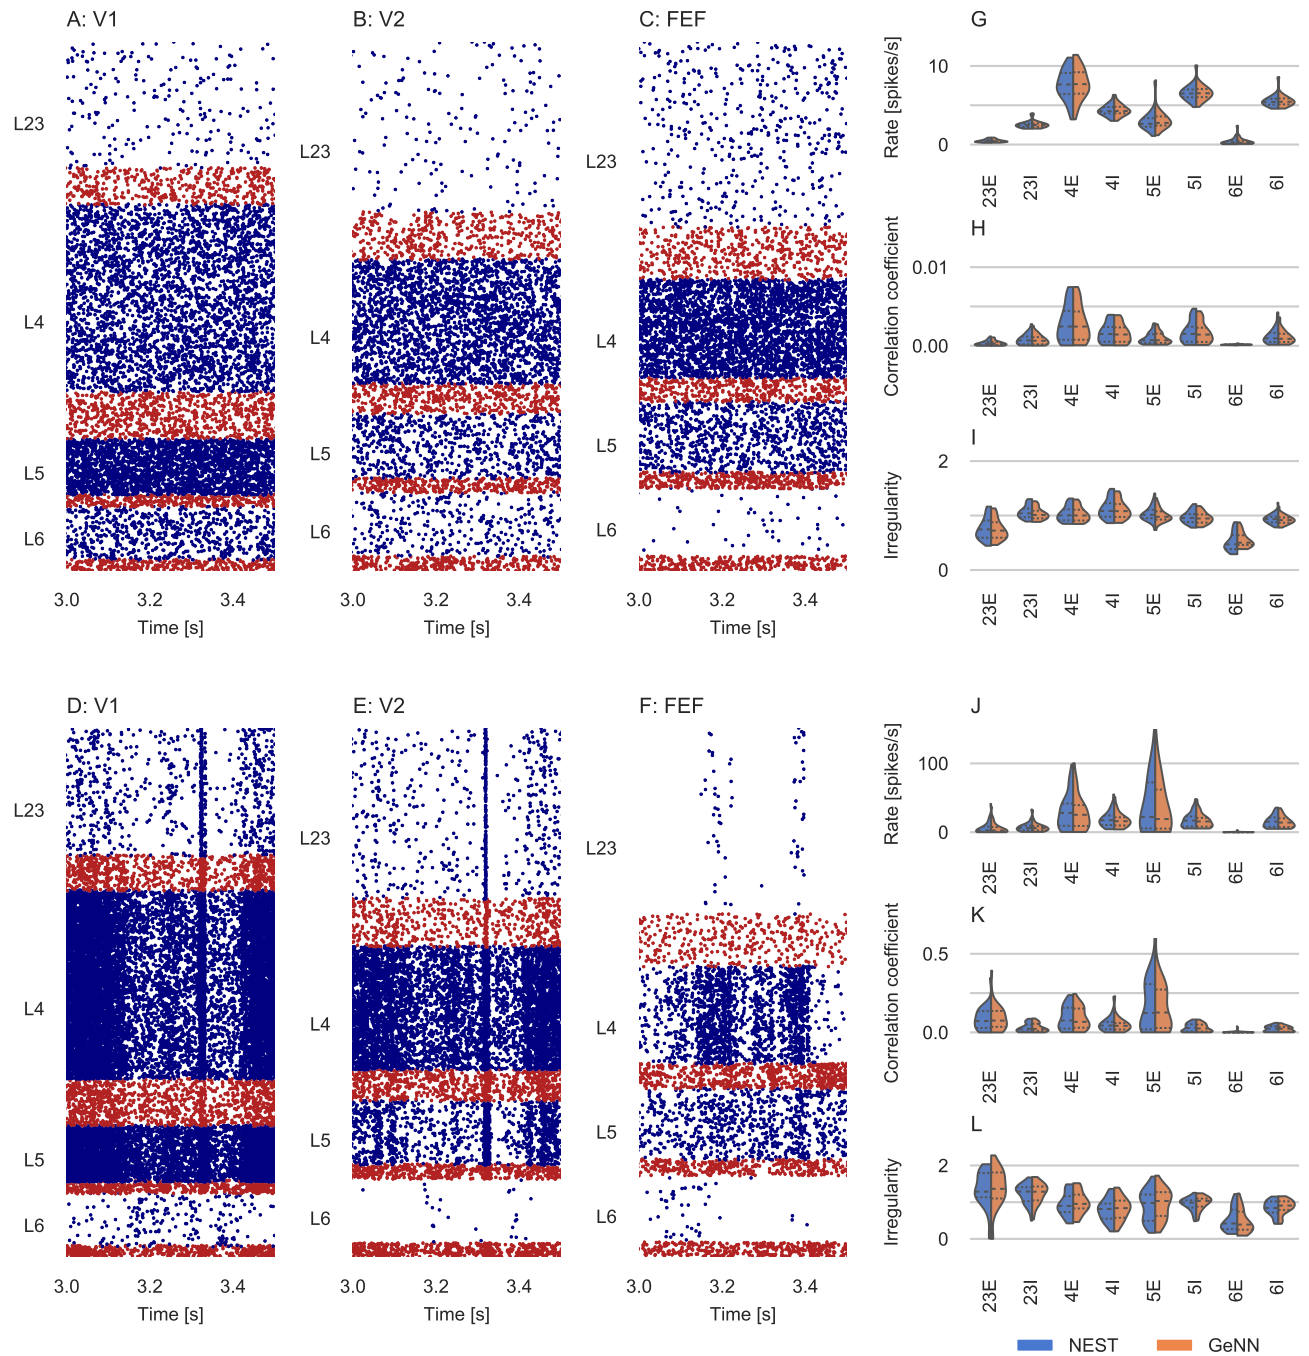 A: V1
B: V2
C: FEF
G
L23
L4
L5
L6
L23
L4
L5
L6
L23
L4
L5
L6
3.0 3.2 3.4
Time [s]
3.0 3.2 3.4
Time [s]
3.0 3.2 3.4
Time [s]
Rate [spikes/s]
10
0
23E 23I 4E 4I 5E 5I 6E 6I
H
Correlation coefficient
0.01
0.00
23E 23I 4E 4I 5E 5I 6E 6I
I
Irregularity
2
0
23E 23I 4E 4I 5E 5I 6E 6I
D: V1
E: V2
F: FEF
J
L23
L4
L5
L6
L23
L4
L5
L6
L23
L4
L5
L6
3.0 3.2 3.4
Time [s]
3.0 3.2 3.4
Time [s]
3.0 3.2 3.4
Time [s]
Rate [spikes/s]
100
0
23E 23I 4E 4I 5E 5I 6E 6I
K
Correlation coefficient
0.5
0.0
23E 23I 4E 4I 5E 5I 6E 6I
L
Irregularity
2
0
23E 23I 4E 4I 5E 5I 6E 6I
NEST GeNN